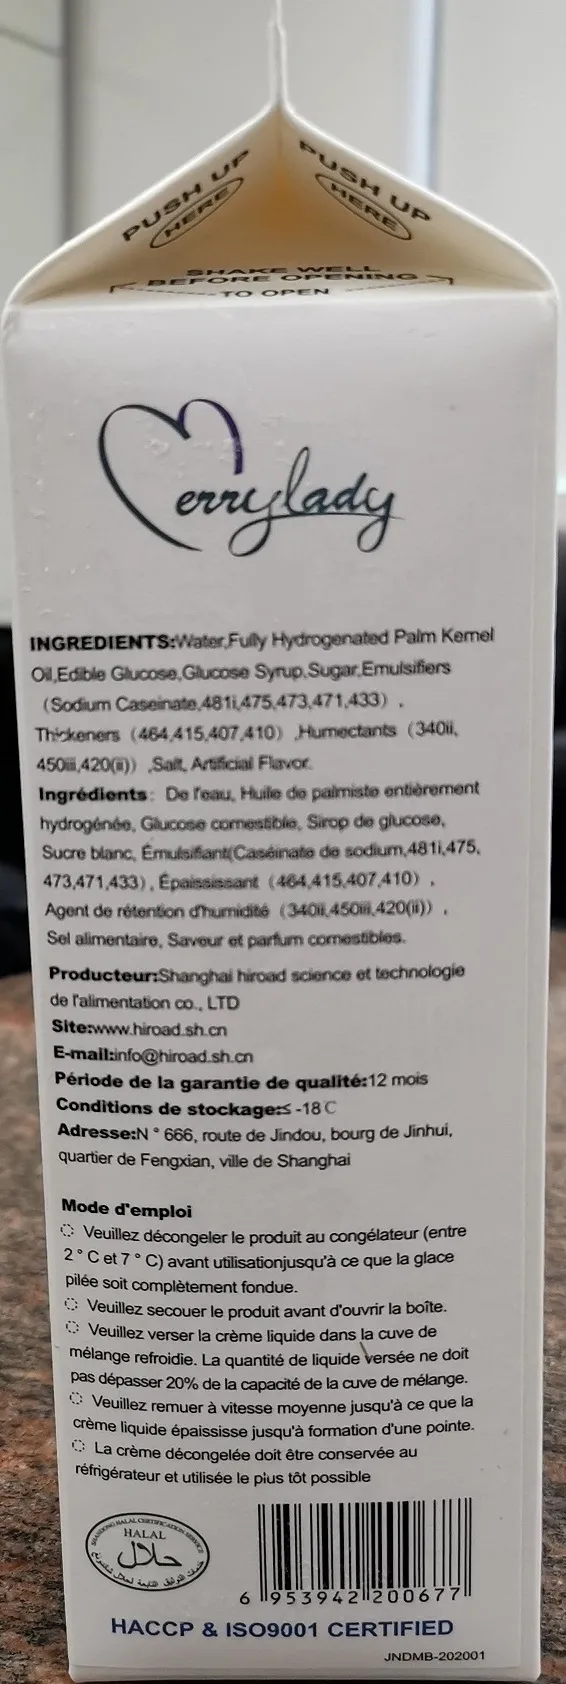 PUSH UP
HERE
PUSH UP
HERE
SHAKE WELL
BEFORE OPENING
TO OPEN
Merrylady
INGREDIENTS:Water,Fully Hydrogenated Palm Kernel
Oil,Edible Glucose,Glucose Syrup,Sugar,Emulsifiers
(Sodium Caseinate,481i,475,473,471,433) ,
Thickeners (464,415,407,410) ,Humectants (340ii,
450iii,420(ii)) ,Salt, Artificial Flavor.
Ingrédients: De l'eau, Huile de palmiste entièrement
hydrogénée, Glucose comestible, Sirop de glucose,
Sucre blanc, Émulsifiant(Caséinate de sodium,481i,475,
473,471,433) , Épaississant (464,415,407,410) ,
Agent de rétention d'humidité (340ii,450iii,420(ii)) ,
Sel alimentaire, Saveur et parfum comestibles.
Producteur:Shanghai hiroad science et technologie
de l'alimentation co., LTD
Site:www.hiroad.sh.cn
E-mail:info@hiroad.sh.cn
Période de la garantie de qualité:12 mois
Conditions de stockage:≤ -18℃
Adresse:N ° 666, route de Jindou, bourg de Jinhui,
quartier de Fengxian, ville de Shanghai
Mode d'emploi
Veuillez décongeler le produit au congélateur (entre
2 ° C et 7 ° C) avant utilisationjusqu'à ce que la glace
pilée soit complètement fondue.
Veuillez secouer le produit avant d'ouvrir la boîte.
Veuillez verser la crème liquide dans la cuve de
mélange refroidie. La quantité de liquide versée ne doit
pas dépasser 20% de la capacité de la cuve de mélange.
Veuillez remuer à vitesse moyenne jusqu'à ce que la
crème liquide épaississe jusqu'à formation d'une pointe.
La crème décongelée doit être conservée au
réfrigérateur et utilisée le plus tôt possible
SHANDONG HALAL CERTIFICATION SERVICE
HALAL
حلال
6 953942 200677
HACCP & ISO9001 CERTIFIED
JNDMB-202001